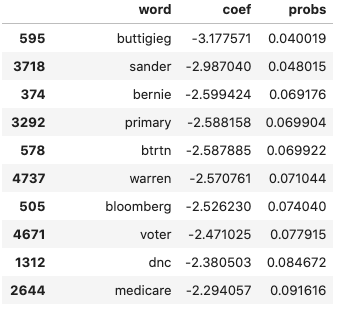 word coef probs
595 buttigieg -3.177571 0.040019
3718 sander -2.987040 0.048015
374 bernie -2.599424 0.069176
3292 primary -2.588158 0.069904
578 btrtn -2.587885 0.069922
4737 warren -2.570761 0.071044
505 bloomberg -2.526230 0.074040
4671 voter -2.471025 0.077915
1312 dnc -2.380503 0.084672
2644 medicare -2.294057 0.091616